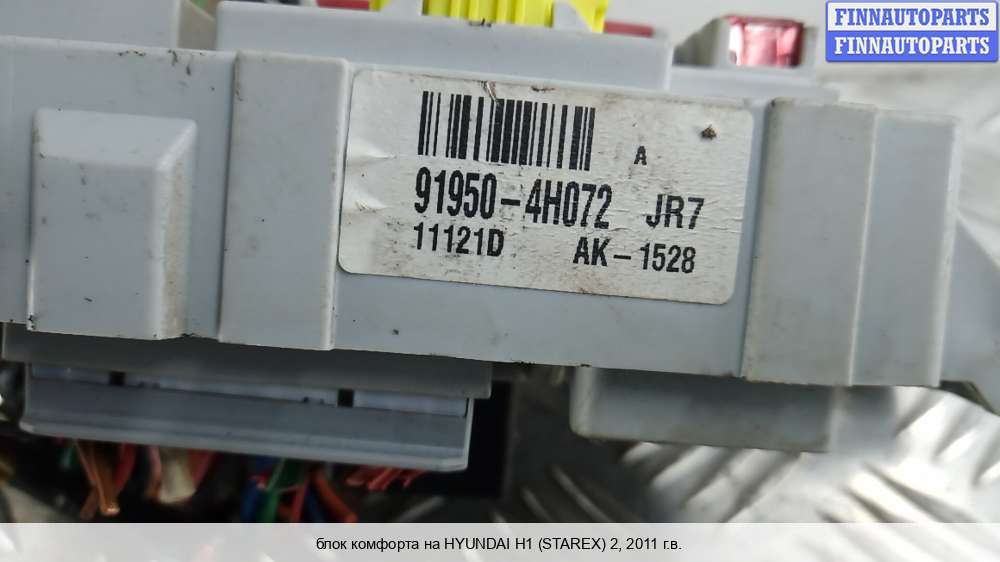 FINNAUTOPARTS
FINNAUTOPARTS
A
91950-4H072 JR7
11121D AK-1528
блок комфорта на HYUNDAI H1 (STAREX) 2, 2011 г.в.